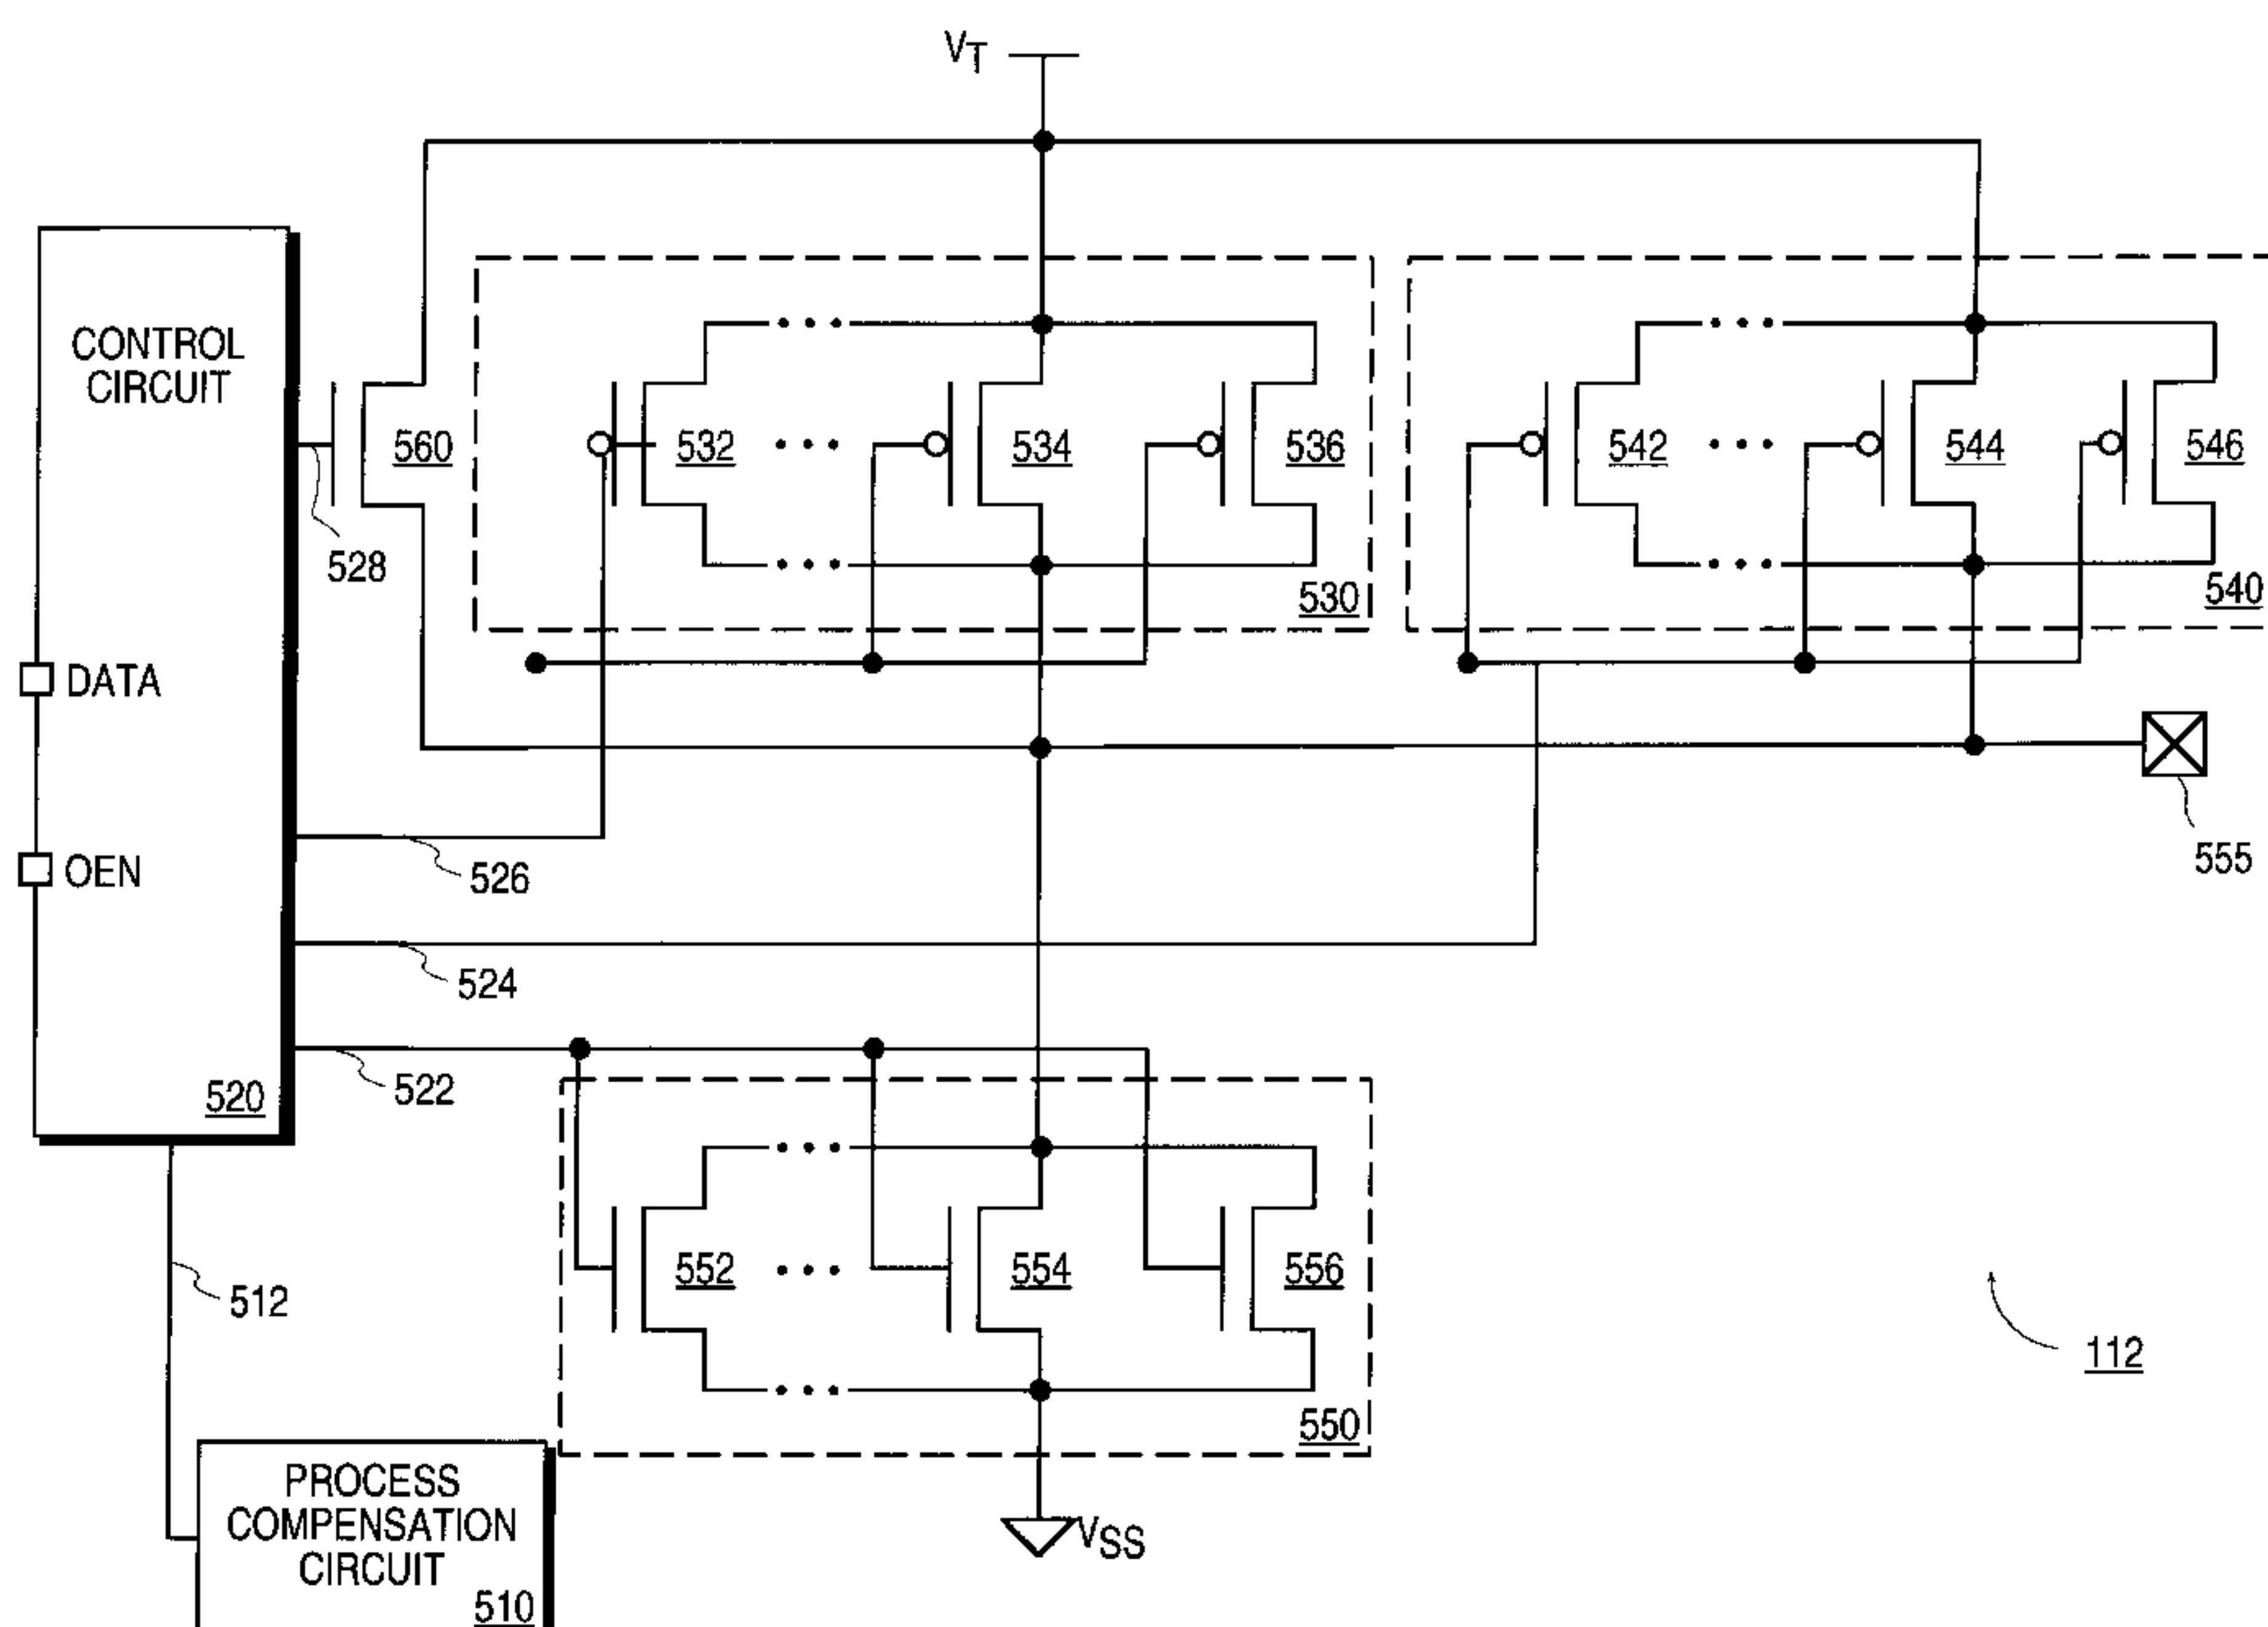 VT
CONTROL
CIRCUIT
560
532
534
536
542
544
546
528
530
540
DATA
OEN
526
555
524
522
520
552
554
556
512
112
550
PROCESS
COMPENSATION
CIRCUIT
VSS
510